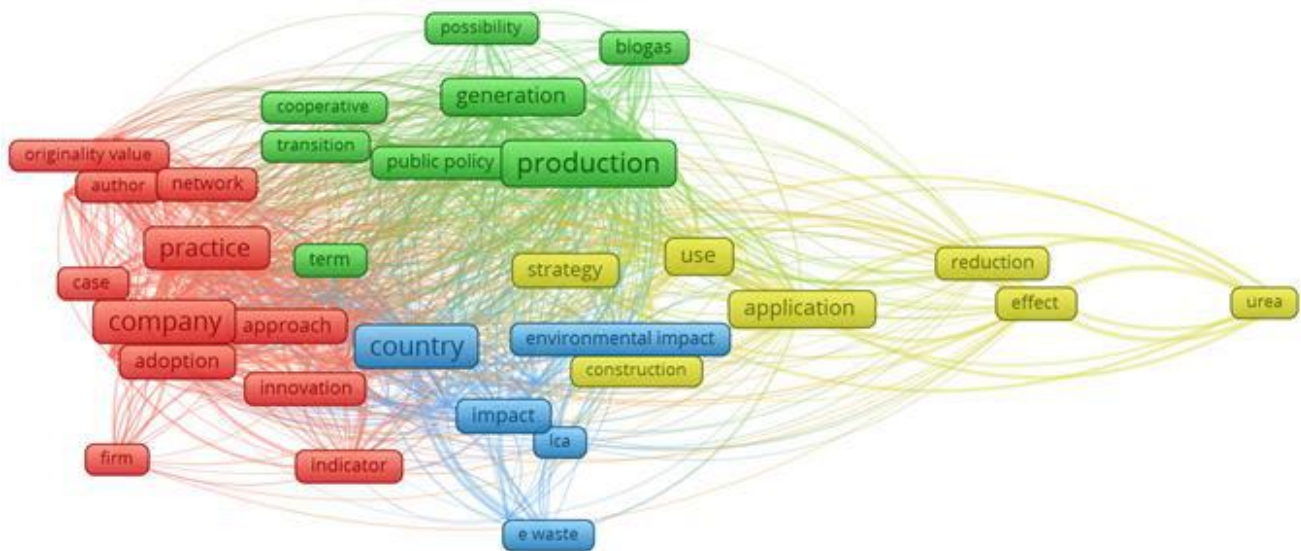 possibility
biogas
generation
cooperative
transition
public policy
production
originality value
author
network
practice
term
strategy
use
reduction
case
application
effect
urea
company
approach
country
environmental impact
adoption
construction
innovation
impact
lca
firm
indicator
e waste